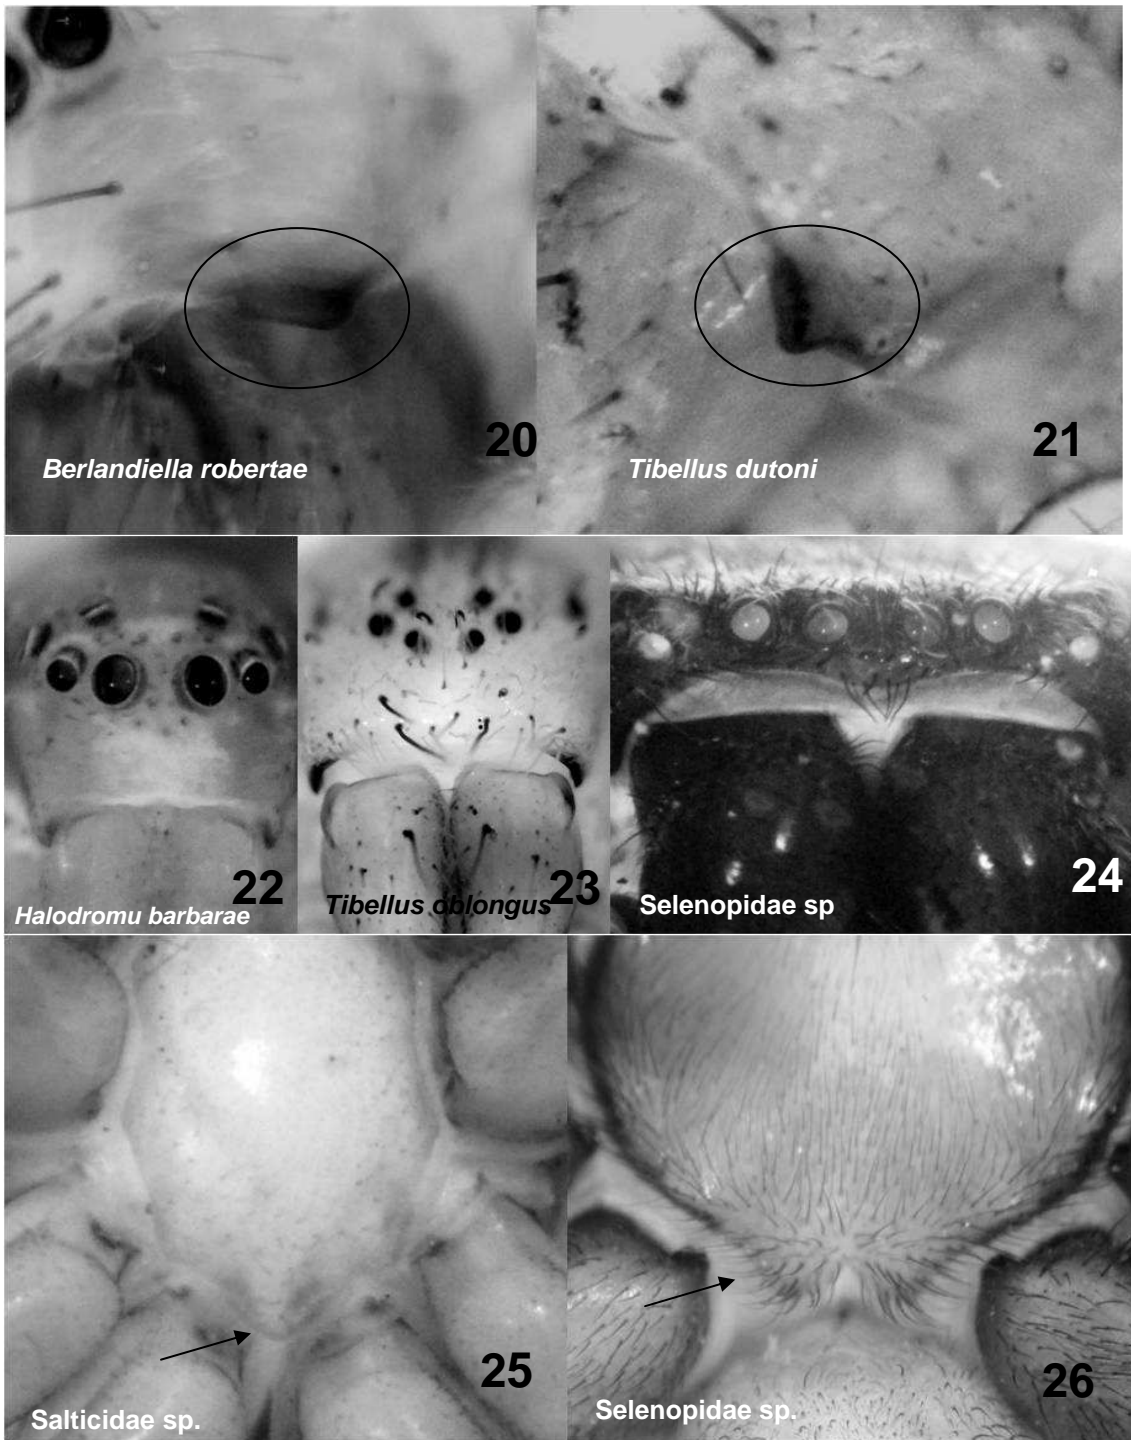 20
Berlandiella robertae
21
Tibellus dutoni
22
Halodromu barbarae
23
Tibellus oblongus
24
Selenopidae sp
25
Salticidae sp.
26
Selenopidae sp.